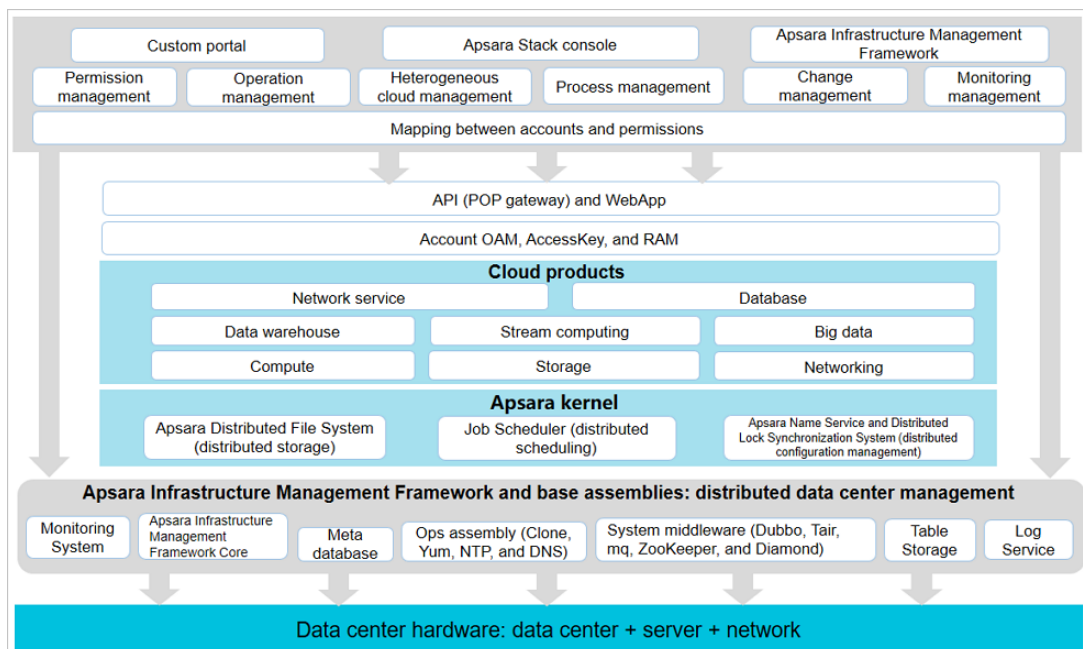 Custom portal
Apsara Stack console
Apsara Infrastructure Management
Framework
Permission
management
Operation
management
Heterogeneous
cloud management
Process management
Change
management
Monitoring
management
Mapping between accounts and permissions
API (POP gateway) and WebApp
Account OAM, AccessKey, and RAM
Cloud products
Network service
Database
Data warehouse
Stream computing
Big data
Compute
Storage
Networking
Apsara kernel
Apsara Distributed File System
(distributed storage)
Job Scheduler (distributed
scheduling)
Apsara Name Service and Distributed
Lock Synchronization System (distributed
configuration management)
Apsara Infrastructure Management Framework and base assemblies: distributed data center management
Monitoring
System
Apsara Infrastructure
Management
Framework Core
Meta
database
Ops assembly (Clone,
Yum, NTP, and DNS)
System middleware (Dubbo, Tair,
mq, ZooKeeper, and Diamond)
Table
Storage
Log
Service
Data center hardware: data center + server + network